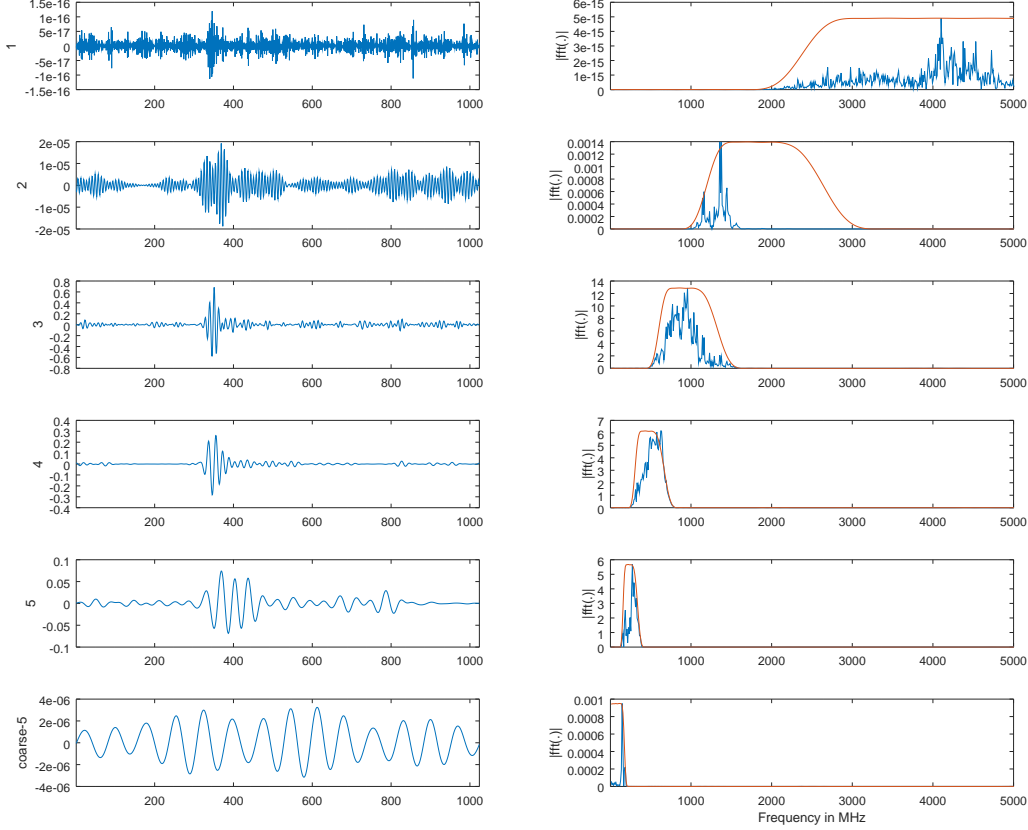 1.5e-16
1e-16
5e-17
0
-5e-17
-1e-16
-1.5e-16
1
200 400 600 800 1000
6e-15
5e-15
4e-15
3e-15
2e-15
1e-15
0
|fft(.)|
1000 2000 3000 4000 5000
2e-05
1e-05
0
-1e-05
-2e-05
2
200 400 600 800 1000
0.0014
0.0012
0.0008
0.0006
0.0004
0.0002
|fft(.)|
1000 2000 3000 4000 5000
0.8
0.6
0.4
0.2
0
-0.2
-0.4
-0.6
-0.8
3
200 400 600 800 1000
14
12
10
8
6
4
2
0
|fft(.)|
1000 2000 3000 4000 5000
0.4
0.3
0.2
0.1
0
-0.1
-0.2
-0.3
-0.4
4
200 400 600 800 1000
7
6
5
4
3
2
1
0
|fft(.)|
1000 2000 3000 4000 5000
0.1
0.05
0
-0.05
-0.1
5
200 400 600 800 1000
6
5
4
3
2
1
0
|fft(.)|
1000 2000 3000 4000 5000
4e-06
2e-06
0
-2e-06
-4e-06
coarse-5
200 400 600 800 1000
0.001
0.0008
0.0006
0.0004
0.0002
|fft(.)|
1000 2000 3000 4000 5000
Frequency in MHz